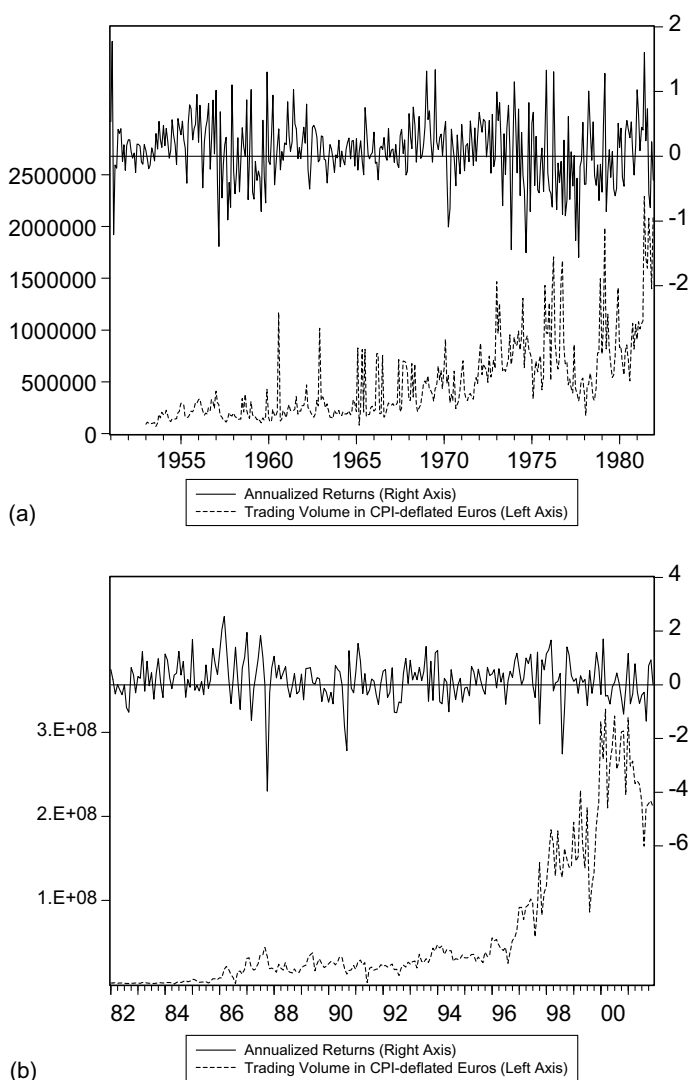 2
1
0
-1
-2
2500000
2000000
1500000
1000000
500000
0
1955 1960 1965 1970 1975 1980
Annualized Returns (Right Axis)
Trading Volume in CPI-deflated Euros (Left Axis)
(a)
4
2
0
-2
-4
-6
3.E+08
2.E+08
1.E+08
82 84 86 88 90 92 94 96 98 00
Annualized Returns (Right Axis)
Trading Volume in CPI-deflated Euros (Left Axis)
(b)